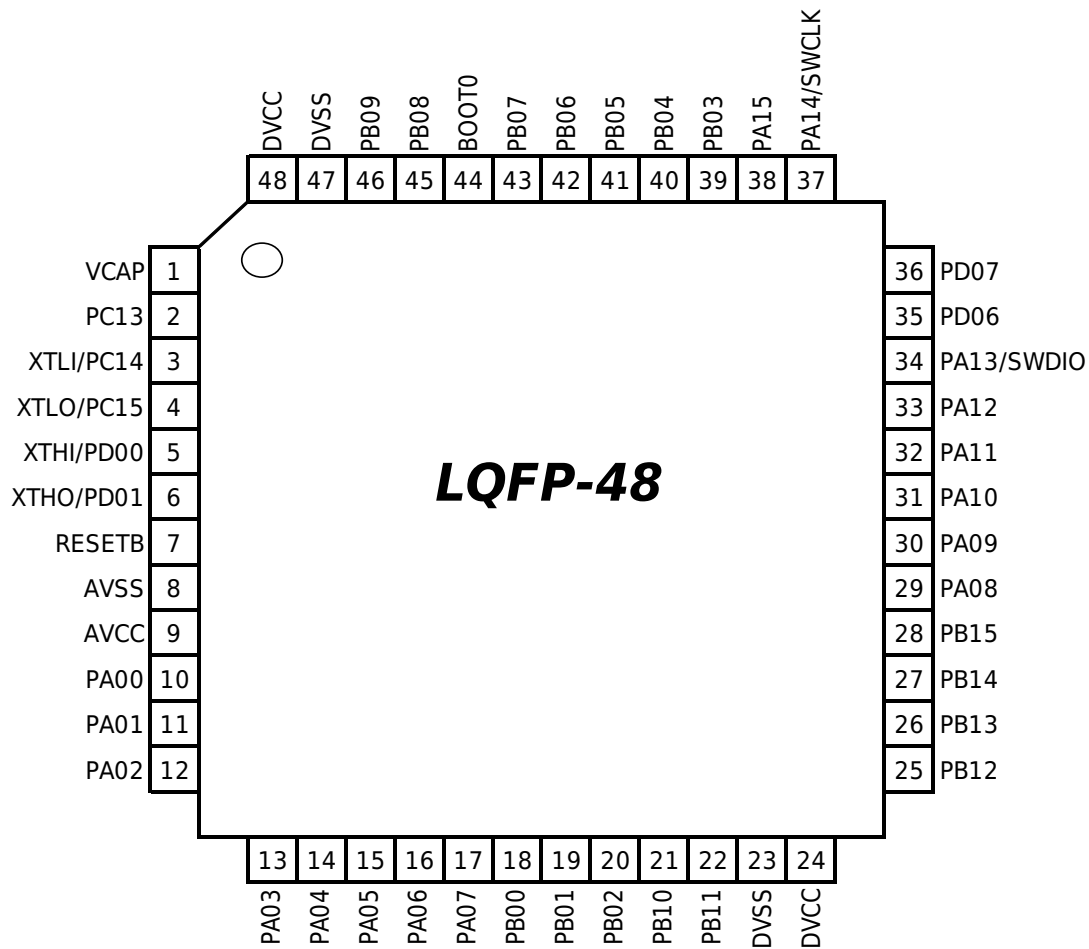 DVCC
DVSS
PB09
PB08
BOOT0
PB07
PB06
PB05
PB04
PB03
PA15
PA14/SWCLK
48 47 46 45 44 43 42 41 40 39 38 37
VCAP 1
PC13 2
XTLI/PC14 3
XTLO/PC15 4
XTHI/PD00 5
XTHO/PD01 6
RESETB 7
AVSS 8
AVCC 9
PA00 10
PA01 11
PA02 12
LQFP-48
36 PD07
35 PD06
34 PA13/SWDIO
33 PA12
32 PA11
31 PA10
30 PA09
29 PA08
28 PB15
27 PB14
26 PB13
25 PB12
13 14 15 16 17 18 19 20 21 22 23 24
PA03
PA04
PA05
PA06
PA07
PB00
PB01
PB02
PB10
PB11
DVSS
DVCC